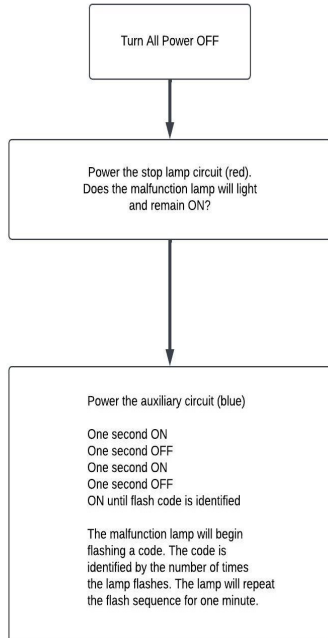 Turn All Power OFF
Power the stop lamp circuit (red).
Does the malfunction lamp will light
and remain ON?
Power the auxiliary circuit (blue)
One second ON
One second OFF
One second ON
One second OFF
ON until flash code is identified
The malfunction lamp will begin
flashing a code. The code is
identified by the number of times
the lamp flashes. The lamp will repeat
the flash sequence for one minute.